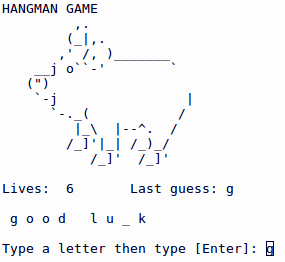 HANGMAN GAME
Lives: 6 Last guess: g
g o o d l u _ k
Type a letter then type [Enter]: g